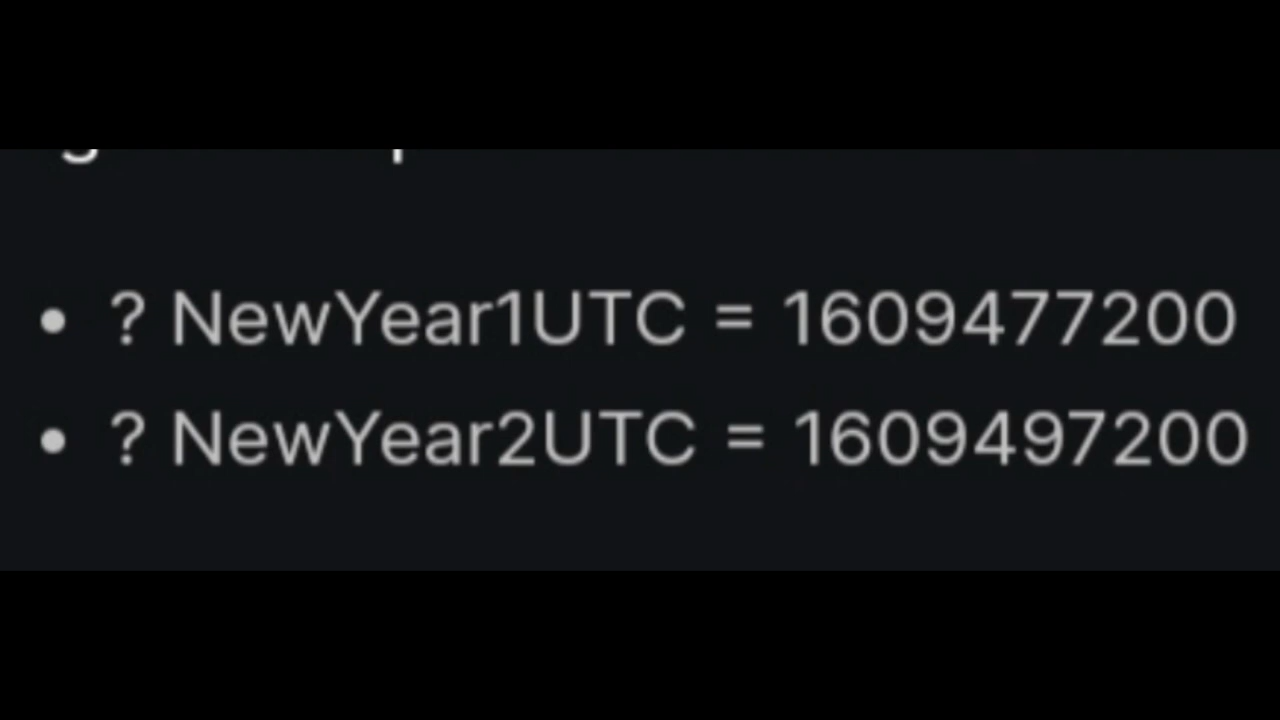 • ? NewYear1UTC = 1609477200
• ? NewYear2UTC = 1609497200